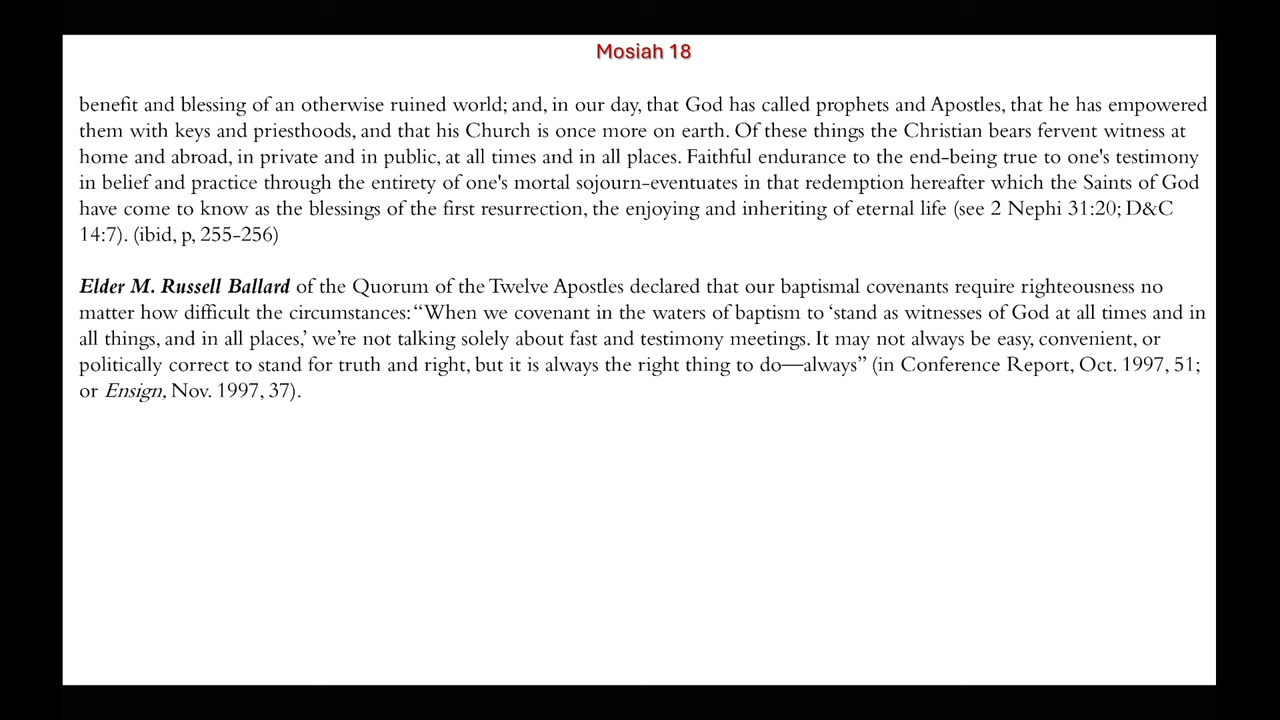 Mosiah 18
benefit and blessing of an otherwise ruined world; and, in our day, that God has called prophets and Apostles, that he has empowered
them with keys and priesthoods, and that his Church is once more on earth. Of these things the Christian bears fervent witness at
home and abroad, in private and in public, at all times and in all places. Faithful endurance to the end-being true to one's testimony
in belief and practice through the entirety of one's mortal sojourn-eventuates in that redemption hereafter which the Saints of God
have come to know as the blessings of the first resurrection, the enjoying and inheriting of eternal life (see 2 Nephi 31:20; D&C
14:7). (ibid, p, 255-256)
Elder M. Russell Ballard of the Quorum of the Twelve Apostles declared that our baptismal covenants require righteousness no
matter how difficult the circumstances: “When we covenant in the waters of baptism to ‘stand as witnesses of God at all times and in
all things, and in all places,’ we’re not talking solely about fast and testimony meetings. It may not always be easy, convenient, or
politically correct to stand for truth and right, but it is always the right thing to do—always” (in Conference Report, Oct. 1997, 51;
or Ensign, Nov. 1997, 37).